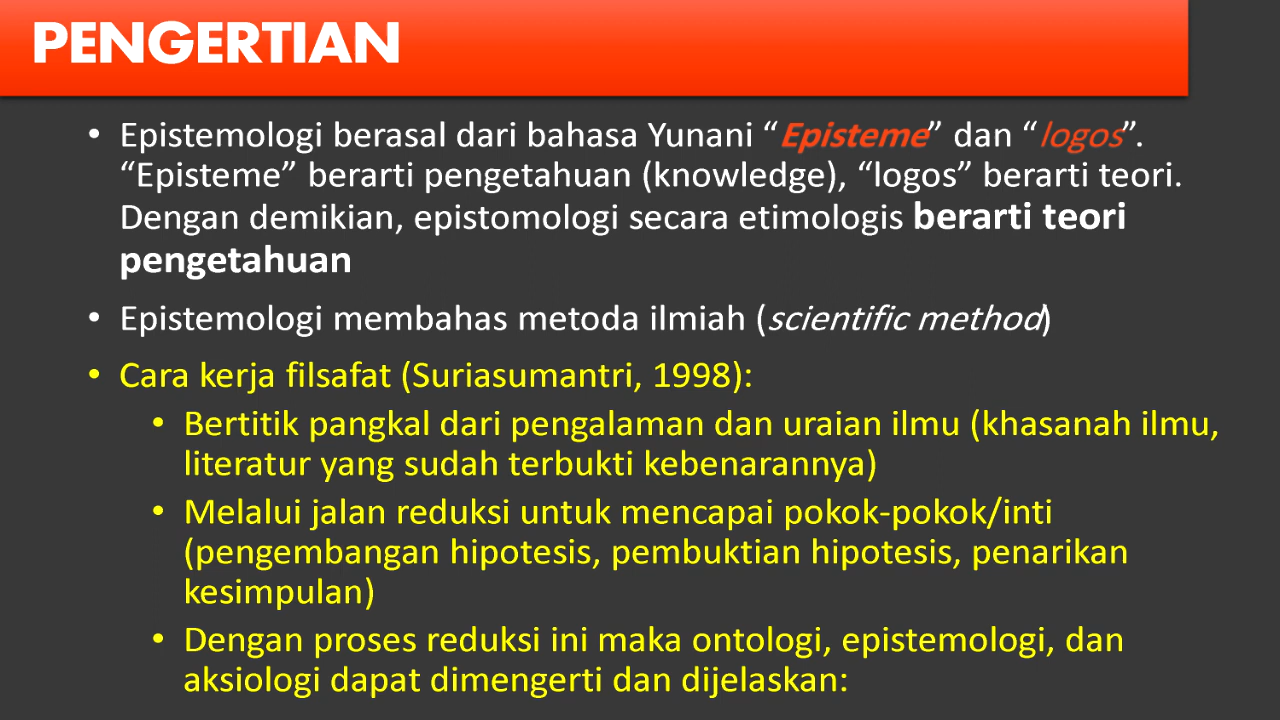 PENGERTIAN
• Epistemologi berasal dari bahasa Yunani “Episteme” dan “logos”.
“Episteme” berarti pengetahuan (knowledge), “logos” berarti teori.
Dengan demikian, epistomologi secara etimologis berarti teori
pengetahuan
• Epistemologi membahas metoda ilmiah (scientific method)
• Cara kerja filsafat (Suriasumantri, 1998):
• Bertitik pangkal dari pengalaman dan uraian ilmu (khasanah ilmu,
literatur yang sudah terbukti kebenarannya)
• Melalui jalan reduksi untuk mencapai pokok-pokok/inti
(pengembangan hipotesis, pembuktian hipotesis, penarikan
kesimpulan)
• Dengan proses reduksi ini maka ontologi, epistemologi, dan
aksiologi dapat dimengerti dan dijelaskan: